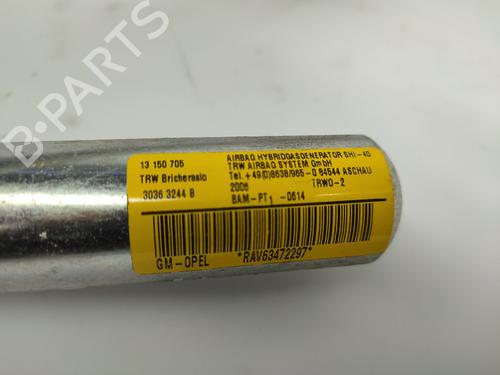 13 150 705
TRW Bricherasio
3036 3244 B
AIRBAG HYBRIDGASGENERATOR SHI-40
TRW AIRBAG SYSTEM GmbH
Tel.+49(0)8638/965-0 84544 ASCHAU
2006 TRWO-2
BAM-PT1 -0614
GM-OPEL
*RAV63472297*
B-PARTS